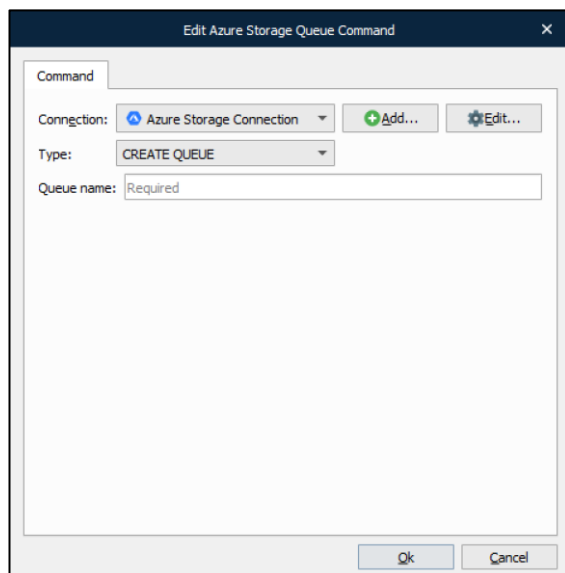 Edit Azure Storage Queue Command
Command
Connection: Azure Storage Connection Add... Edit...
Type: CREATE QUEUE
Queue name: Required
Ok Cancel